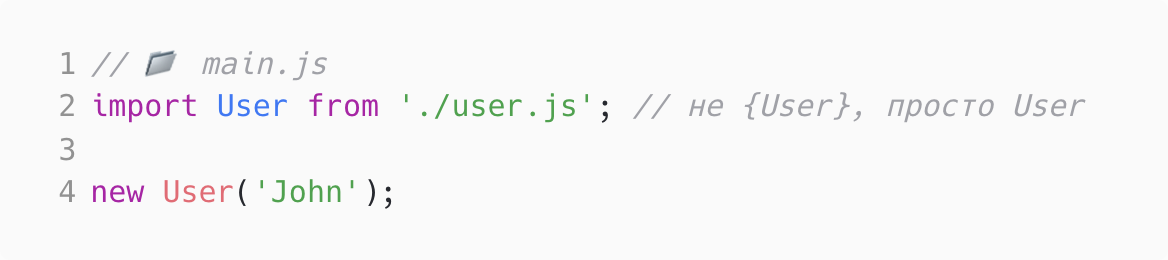 1 // 📁 main.js
2 import User from './user.js'; // не {User}, просто User
3
4 new User('John');